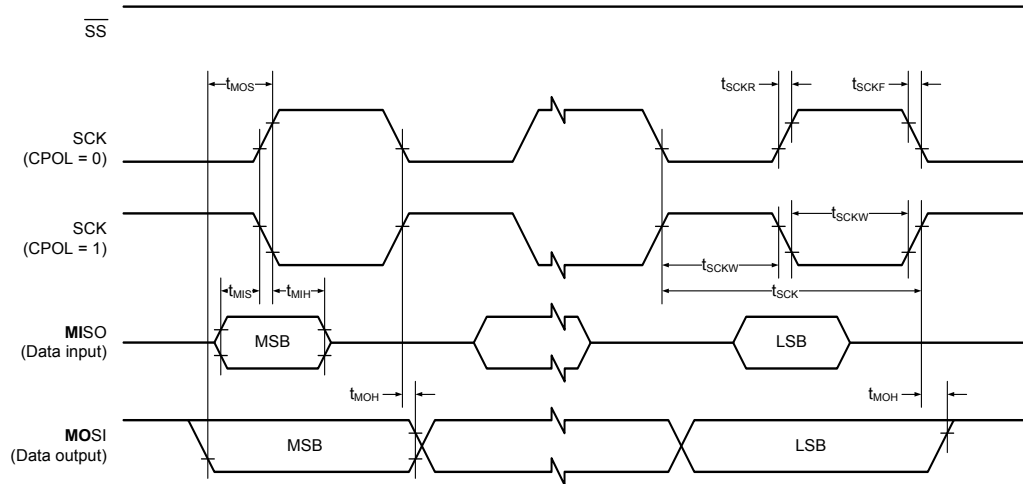 SS
tMOS
tSCKR
tSCKF
SCK
(CPOL = 0)
SCK
(CPOL = 1)
tSCKW
tSCKW
tSCK
tMIS
tMIH
MISO
(Data input)
MSB
LSB
tMOH
tMOH
MOSI
(Data output)
MSB
LSB